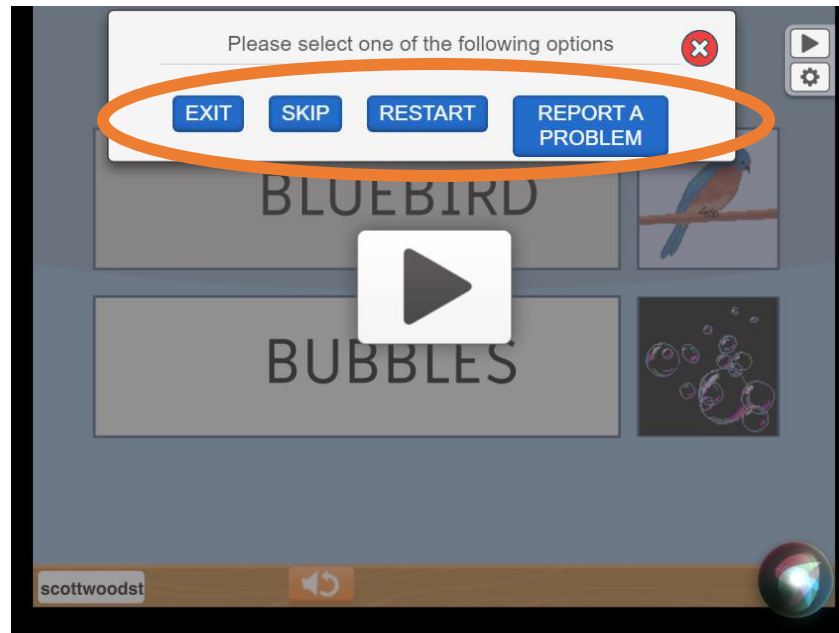 Please select one of the following options
EXIT SKIP RESTART REPORT A
PROBLEM
BLUEBIRD
BUBBLES
scottwoodst